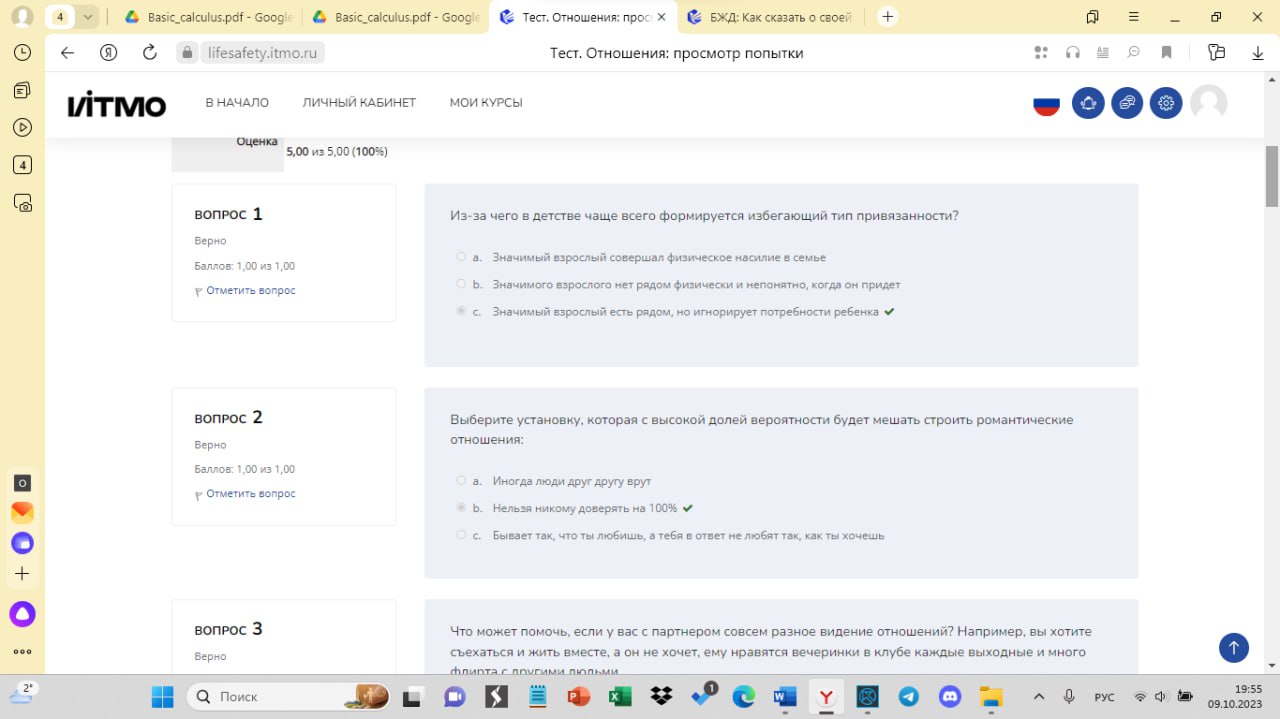 4
Basic_calculus.pdf - Google
Basic_calculus.pdf - Google
Тест. Отношения: прос
БЖД: Как сказать о своей
lifesafety.itmo.ru
Тест. Отношения: просмотр попытки
ИТМО
В НАЧАЛО
ЛИЧНЫЙ КАБИНЕТ
МОИ КУРСЫ
4
Оценка
5,00 из 5,00 (100%)
ВОПРОС 1
Верно
Баллов: 1,00 из 1,00
Отметить вопрос
Из-за чего в детстве чаще всего формируется избегающий тип привязанности?
a. Значимый взрослый совершал физическое насилие в семье
b. Значимого взрослого нет рядом физически и непонятно, когда он придет
c. Значимый взрослый есть рядом, но игнорирует потребности ребенка
ВОПРОС 2
Верно
Баллов: 1,00 из 1,00
Отметить вопрос
Выберите установку, которая с высокой долей вероятности будет мешать строить романтические
отношения:
a. Иногда люди друг другу врут
b. Нельзя никому доверять на 100%
c. Бывает так, что ты любишь, а тебя в ответ не любят так, как ты хочешь
ВОПРОС 3
Верно
Что может помочь, если у вас с партнером совсем разное видение отношений? Например, вы хотите
съехаться и жить вместе, а он не хочет, ему нравятся вечеринки в клубе каждые выходные и много
флирта с другими людьми.
2°
Поиск
1
РУС
19:55
09.10.2023